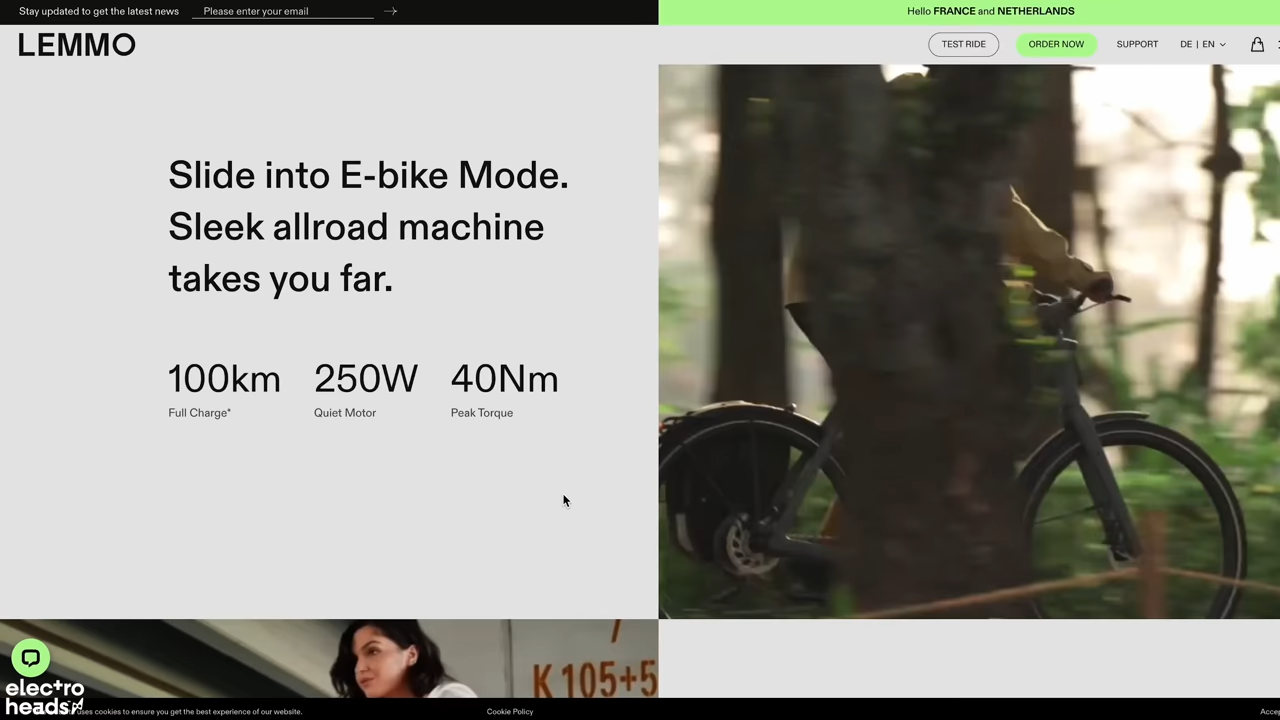 Stay updated to get the latest news
Please enter your email
Hello FRANCE and NETHERLANDS
LEMMO
TEST RIDE
ORDER NOW
SUPPORT
DE | EN
Slide into E-bike Mode.
Sleek allroad machine
takes you far.
100km
250W
40Nm
Full Charge*
Quiet Motor
Peak Torque
K 105+5
electro
heads
uses cookies to ensure you get the best experience of our website.
Cookie Policy